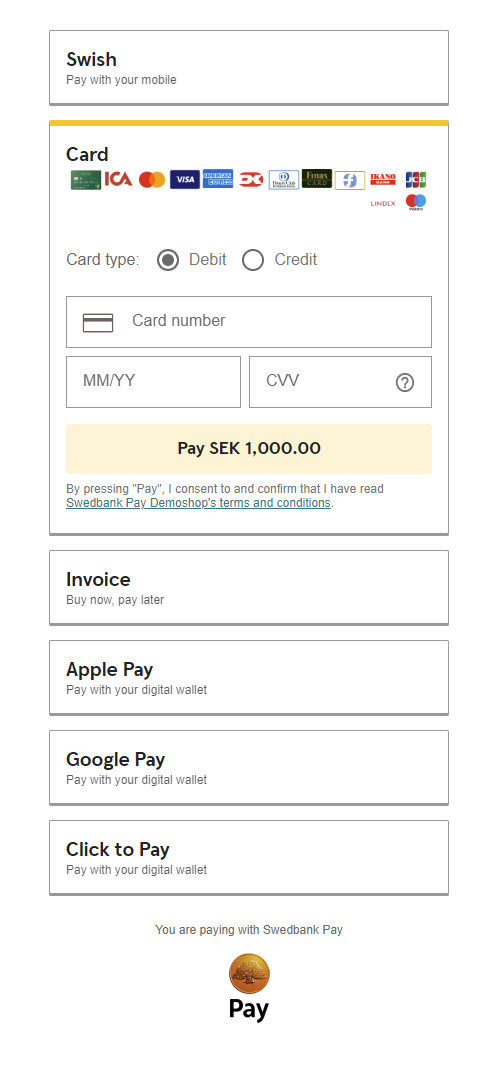 Swish
Pay with your mobile
Card
ICA VISA AMERICAN EXPRESS Diners Club INTERNATIONAL Fmax CARD IKANO BANK JCB
LINDEX
Card type: Debit Credit
Card number
MM/YY CVV ?
Pay SEK 1,000.00
By pressing "Pay", I consent to and confirm that I have read
Swedbank Pay Demoshop's terms and conditions.
Invoice
Buy now, pay later
Apple Pay
Pay with your digital wallet
Google Pay
Pay with your digital wallet
Click to Pay
Pay with your digital wallet
You are paying with Swedbank Pay
Pay